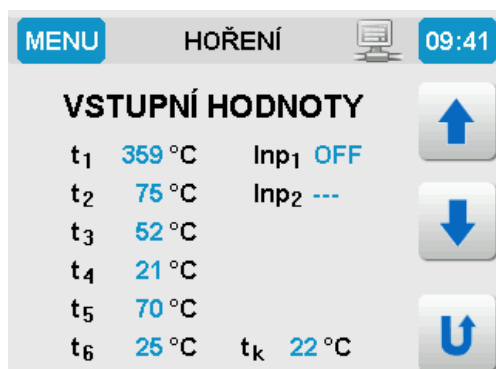 MENU HOŘENÍ 09:41
VSTUPNÍ HODNOTY
t1 359 °C Inp1 OFF
t2 75 °C Inp2 ---
t3 52 °C
t4 21 °C
t5 70 °C
t6 25 °C tk 22 °C